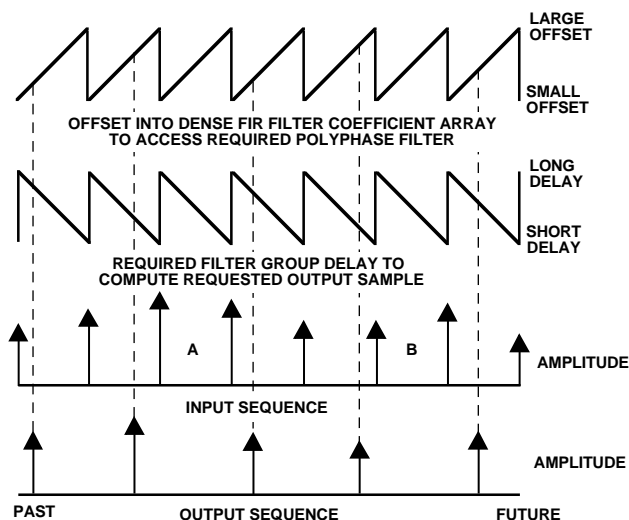 LARGE
OFFSET
SMALL
OFFSET
OFFSET INTO DENSE FIR FILTER COEFFICIENT ARRAY
TO ACCESS REQUIRED POLYPHASE FILTER
LONG
DELAY
SHORT
DELAY
REQUIRED FILTER GROUP DELAY TO
COMPUTE REQUESTED OUTPUT SAMPLE
A
B
AMPLITUDE
INPUT SEQUENCE
AMPLITUDE
PAST
OUTPUT SEQUENCE
FUTURE